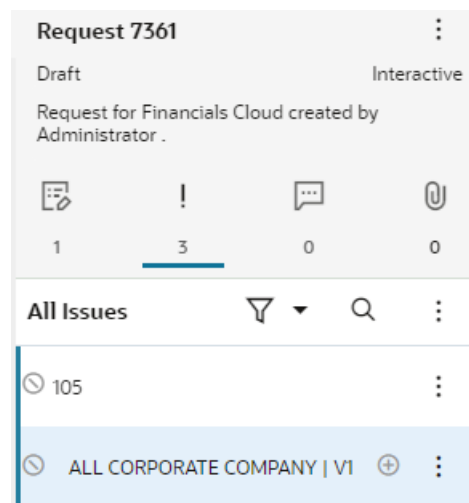 Request 7361
Draft Interactive
Request for Financials Cloud created by
Administrator .
1 3 0 0
All Issues
105
ALL CORPORATE COMPANY | V1